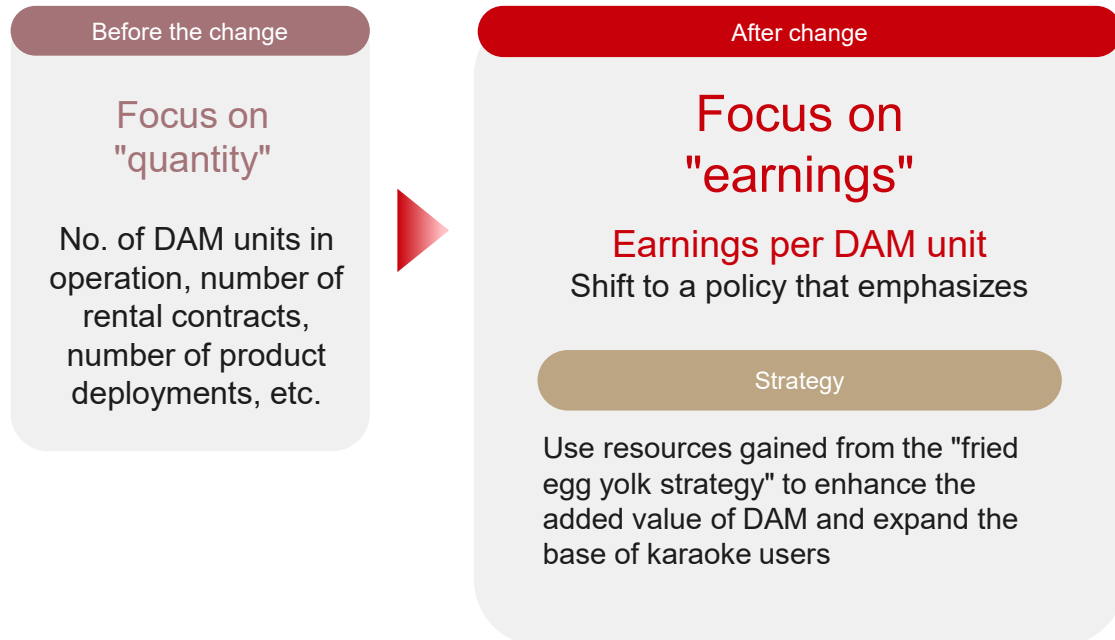 Before the change
Focus on
"quantity"
No. of DAM units in
operation, number of
rental contracts,
number of product
deployments, etc.
After change
Focus on
"earnings"
Earnings per DAM unit
Shift to a policy that emphasizes
Strategy
Use resources gained from the "fried
egg yolk strategy" to enhance the
added value of DAM and expand the
base of karaoke users